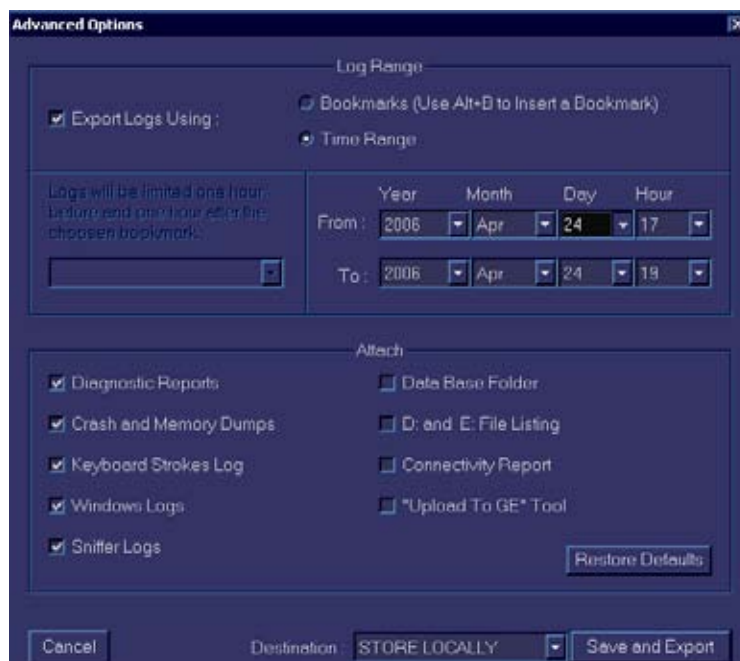 Advanced Options
Log Range
Export Logs Using :
Bookmarks (Use Alt+B to Insert a Bookmark)
Time Range
Logs will be limited one hour
before and one hour after the
choosen bookmark:
Year Month Day Hour
From : 2006 Apr 24 17
To : 2006 Apr 24 19
Attach
Diagnostic Reports
Crash and Memory Dumps
Keyboard Strokes Log
Windows Logs
Sniffer Logs
Data Base Folder
D: and E: File Listing
Connectivity Report
"Upload To GE" Tool
Restore Defaults
Cancel
Destination : STORE LOCALLY
Save and Export